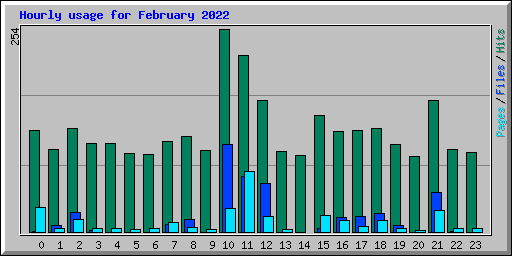 Hourly usage for February 2022
254
Pages / Files / Hits
0 1 2 3 4 5 6 7 8 9 10 11 12 13 14 15 16 17 18 19 20 21 22 23